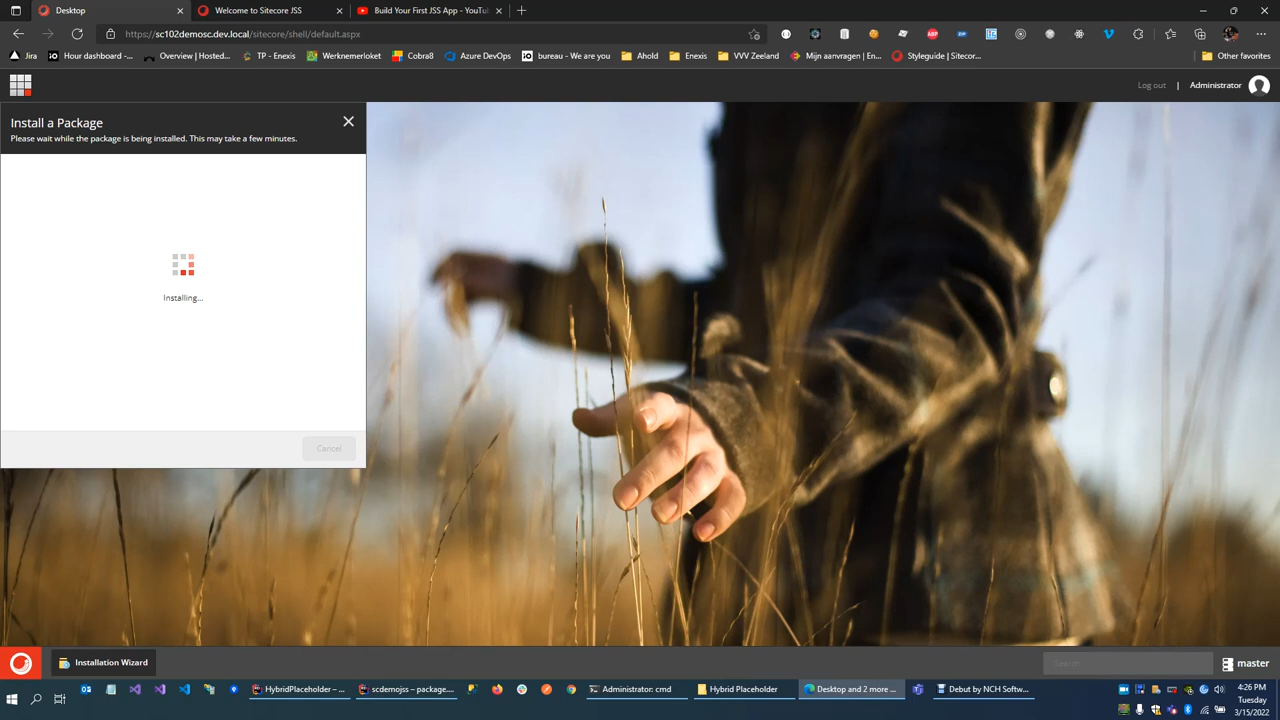 Desktop
Welcome to Sitecore JSS
Build Your First JSS App - YouTu
https://sc102demosc.dev.local/sitecore/shell/default.aspx
Jira
Hour dashboard -...
Overview | Hosted...
TP - Enexis
Werknemerloket
Cobra8
Azure DevOps
bureau - We are you
Ahold
Enexis
VVV Zeeland
Mijn aanvragen | En...
Styleguide | Sitecor...
Other favorites
Log out | Administrator
Install a Package
Please wait while the package is being installed. This may take a few minutes.
Installing...
Cancel
Installation Wizard
Search
master
HybridPlaceholder – ...
scdemojss – package....
Administrator: cmd
Hybrid Placeholder
Desktop and 2 more ...
Debut by NCH Softw...
4:26 PM
Tuesday
3/15/2022